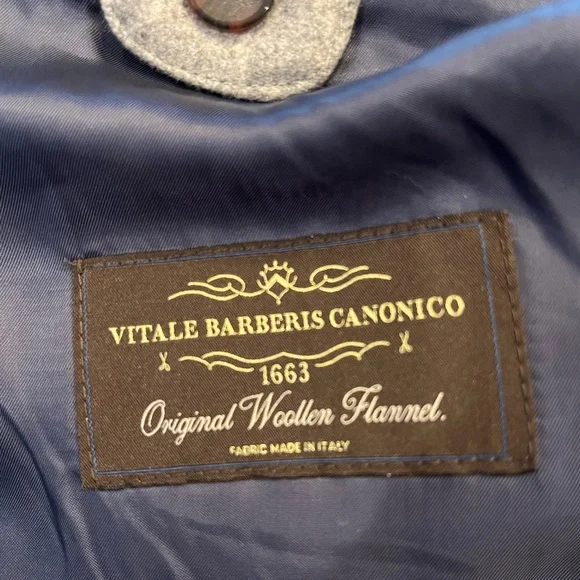 VITALE BARBERIS CANONICO
1663
Original Woollen Flannel.
FABRIC MADE IN ITALY